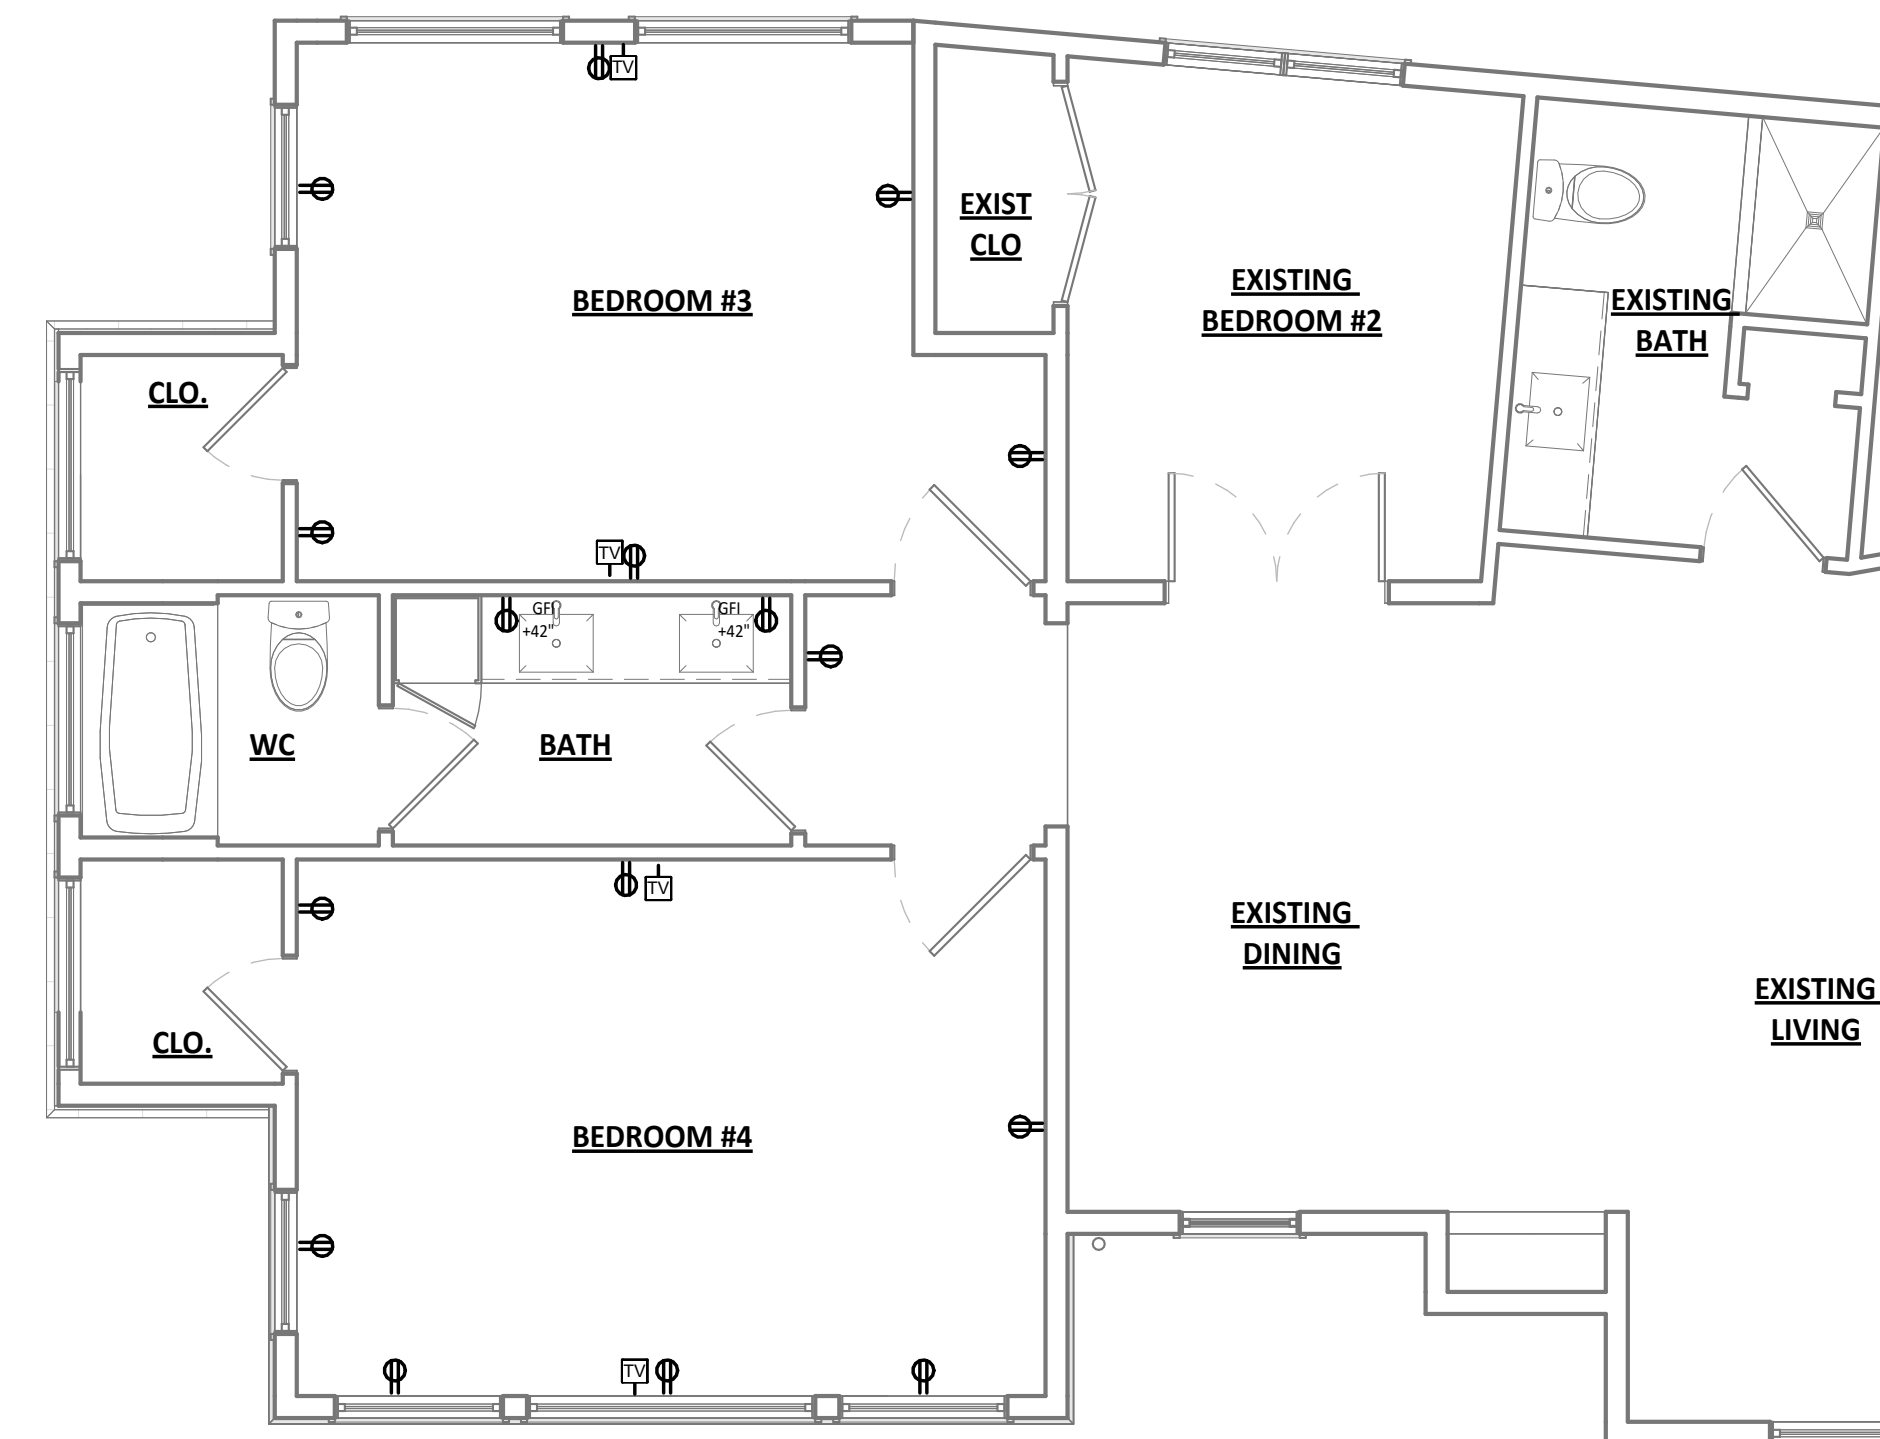 TV
EXIST
CLO
BEDROOM #3
EXISTING
BEDROOM #2
EXISTING
BATH
CLO.
TV
GFI
+42"
GFI
+42"
WC
BATH
TV
EXISTING
DINING
EXISTING
LIVING
CLO.
BEDROOM #4
TV